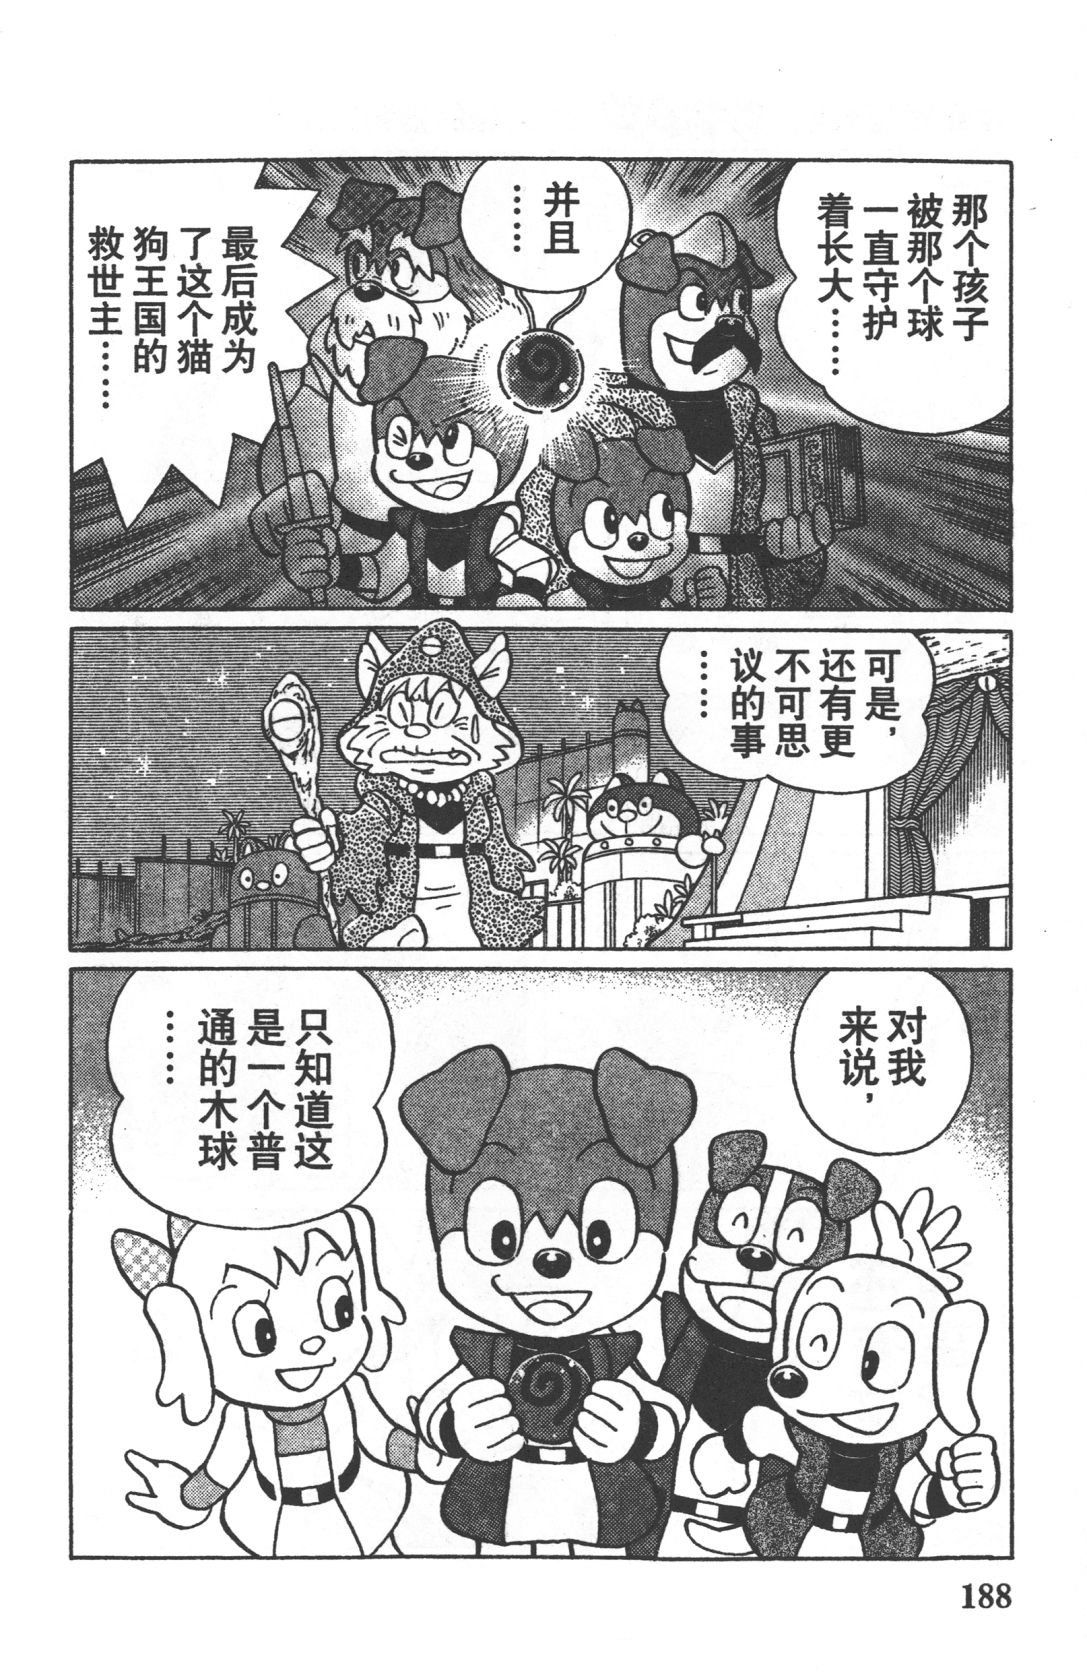 那个孩子
被那个球
一直守护
着长大……
并且
……
最后成为
了这个猫
狗王国的
救世主……
可是，
还有更
不可思
议的事
……
对我
来说，
只知道这
是一个普
通的木球
……
188